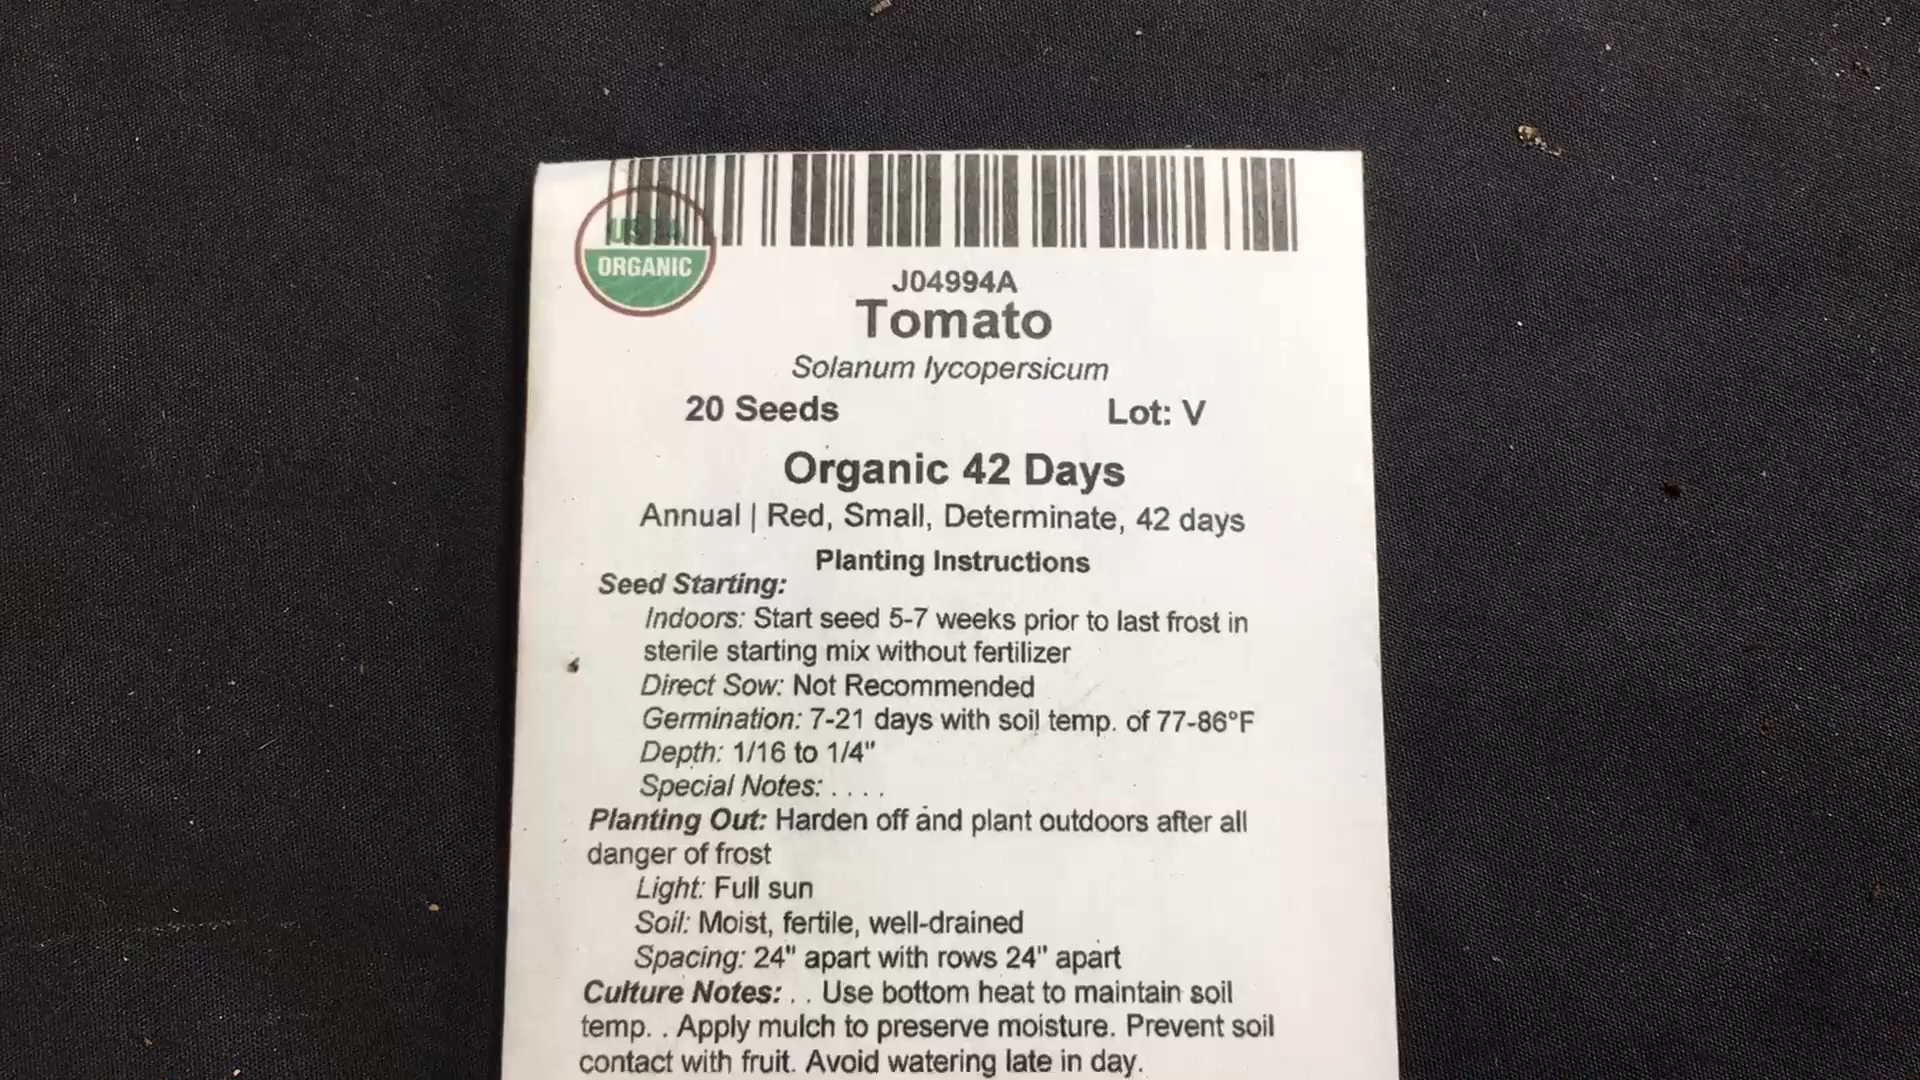 USDA
ORGANIC
J04994A
Tomato
Solanum lycopersicum
20 Seeds Lot: V
Organic 42 Days
Annual | Red, Small, Determinate, 42 days
Planting Instructions
Seed Starting:
Indoors: Start seed 5-7 weeks prior to last frost in
sterile starting mix without fertilizer
Direct Sow: Not Recommended
Germination: 7-21 days with soil temp. of 77-86°F
Depth: 1/16 to 1/4"
Special Notes: . . . .
Planting Out: Harden off and plant outdoors after all
danger of frost
Light: Full sun
Soil: Moist, fertile, well-drained
Spacing: 24" apart with rows 24" apart
Culture Notes: . . Use bottom heat to maintain soil
temp. . Apply mulch to preserve moisture. Prevent soil
contact with fruit. Avoid watering late in day.